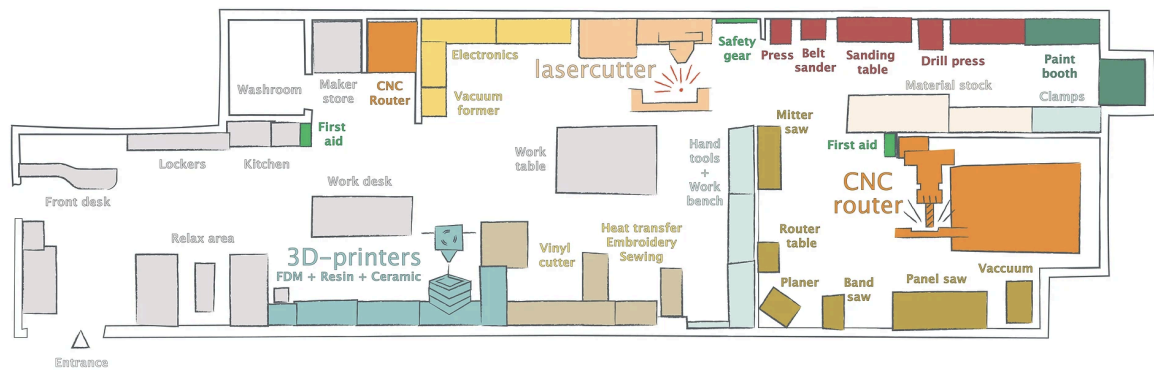 Electronics
lasercutter
Safety
gear
Press
Belt
sander
Sanding
table
Drill press
Paint
booth
Washroom
Maker
store
CNC
Router
Vacuum
former
Material stock
Clamps
Mitter
saw
First
aid
Lockers
Kitchen
Work
table
Hand
tools
+
Work
bench
First aid
CNC
router
Front desk
Work desk
Relax area
3D-printers
FDM + Resin + Ceramic
Vinyl
cutter
Heat transfer
Embroidery
Sewing
Router
table
Planer
Band
saw
Panel saw
Vaccuum
Entrance